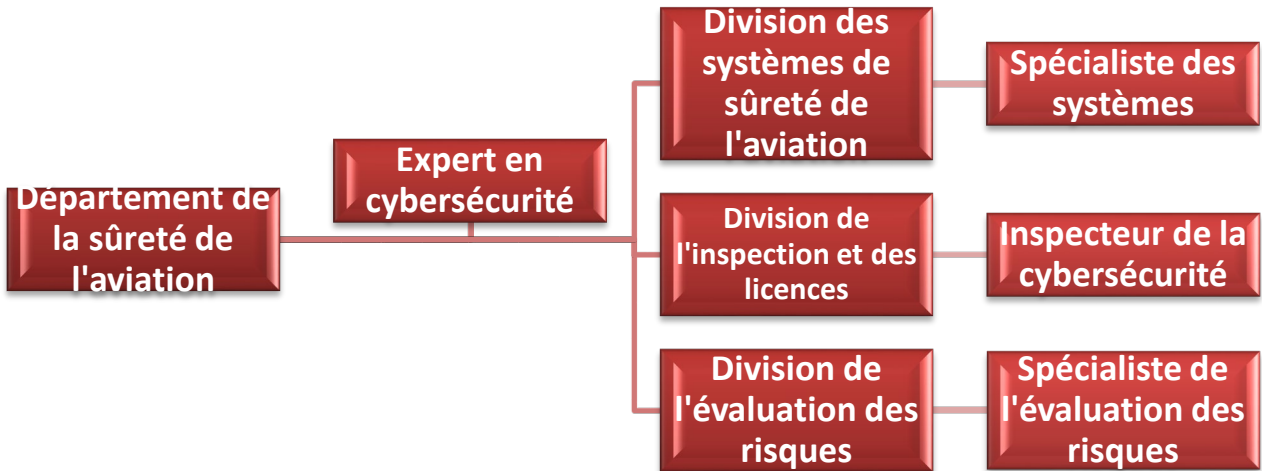 Département de
la sûreté de
l'aviation
Expert en
cybersécurité
Division des
systèmes de
sûreté de
l'aviation
Spécialiste des
systèmes
Division de
l'inspection et des
licences
Inspecteur de la
cybersécurité
Division de
l'évaluation des
risques
Spécialiste de
l'évaluation des
risques